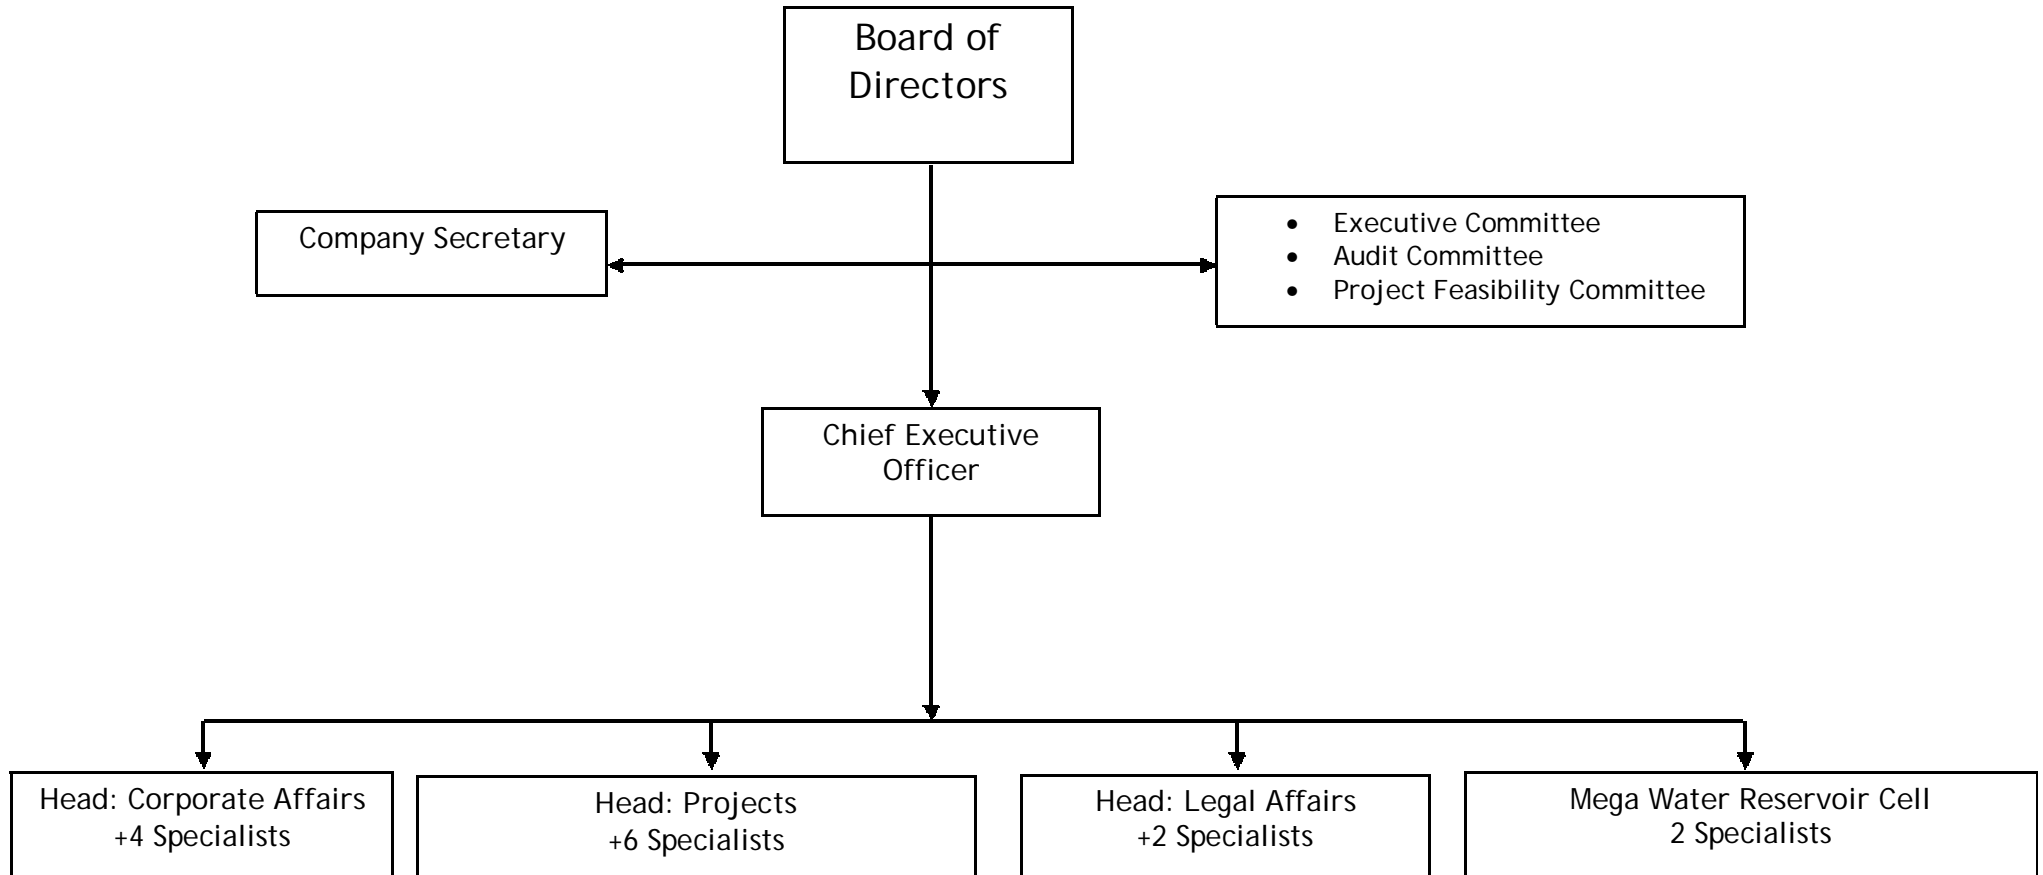 Board of
Directors
Company Secretary
• Executive Committee
• Audit Committee
• Project Feasibility Committee
Chief Executive
Officer
Head: Corporate Affairs
+4 Specialists
Head: Projects
+6 Specialists
Head: Legal Affairs
+2 Specialists
Mega Water Reservoir Cell
2 Specialists